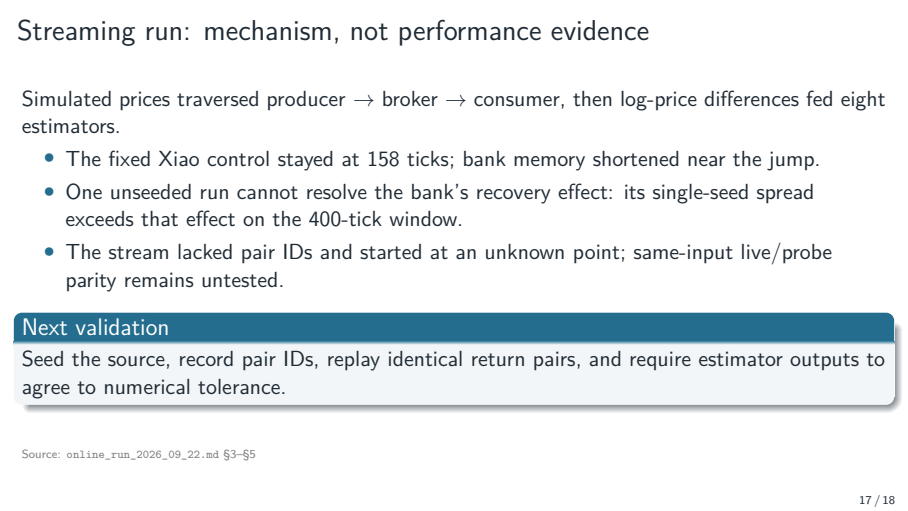 Streaming run: mechanism, not performance evidence
Simulated prices traversed producer → broker → consumer, then log-price differences fed eight
estimators.
• The fixed Xiao control stayed at 158 ticks; bank memory shortened near the jump.
• One unseeded run cannot resolve the bank's recovery effect: its single-seed spread
exceeds that effect on the 400-tick window.
• The stream lacked pair IDs and started at an unknown point; same-input live/probe
parity remains untested.
Next validation
Seed the source, record pair IDs, replay identical return pairs, and require estimator outputs to
agree to numerical tolerance.
Source: online_run_2026_09_22.md §3–§5
17 / 18